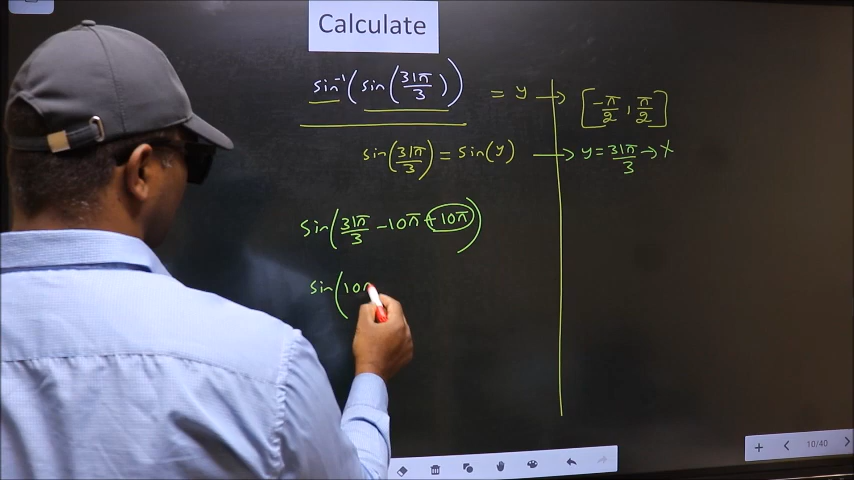 Calculate
sin⁻¹(sin(31π/3)) = y → [-π/2, π/2]
sin(31π/3) = sin(y) → y = 31π/3 → X
sin(31π/3 - 10π + 10π)
sin(10π
10/40